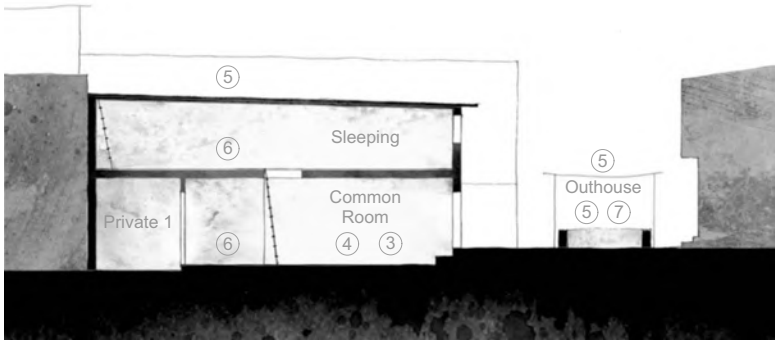 ⑤
⑥
Sleeping
⑤
Outhouse
⑤ ⑦
Private 1
Common
Room
⑥
④ ③